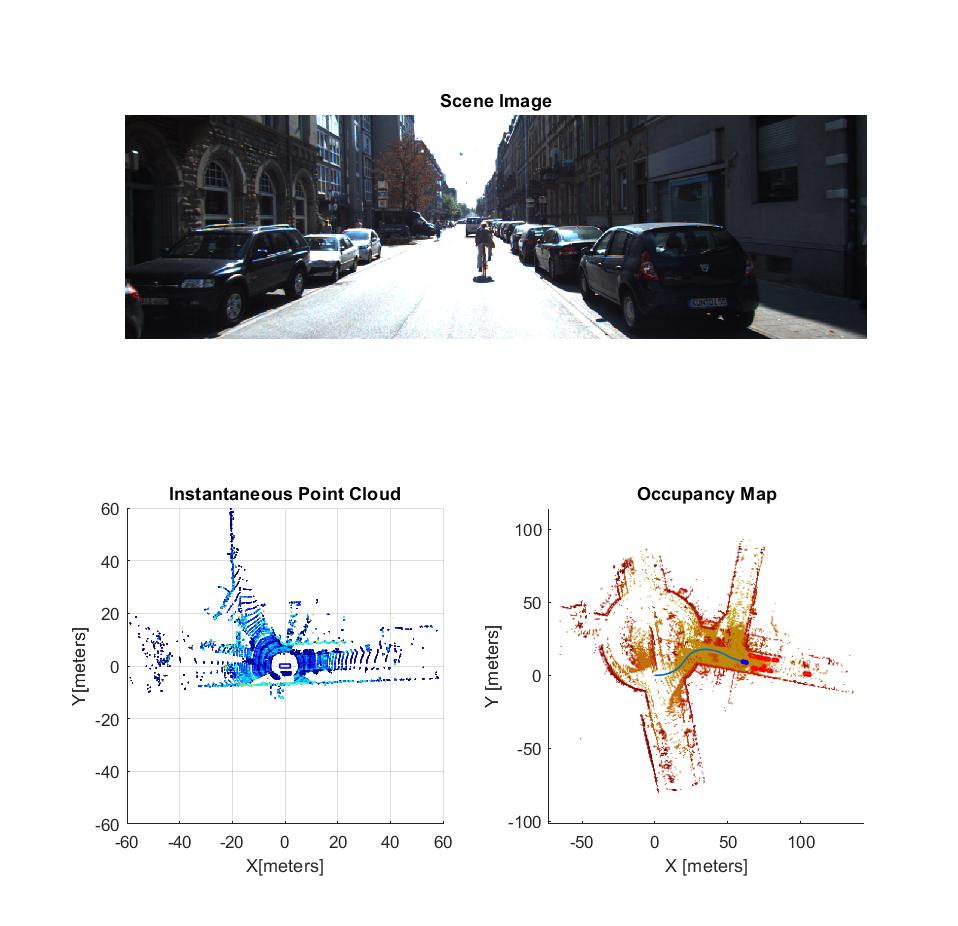 Scene Image
Instantaneous Point Cloud
60
40
20
0
-20
-40
-60
Y[meters]
-60 -40 -20 0 20 40 60
X[meters]
Occupancy Map
100
50
0
-50
-100
Y [meters]
-50 0 50 100
X [meters]